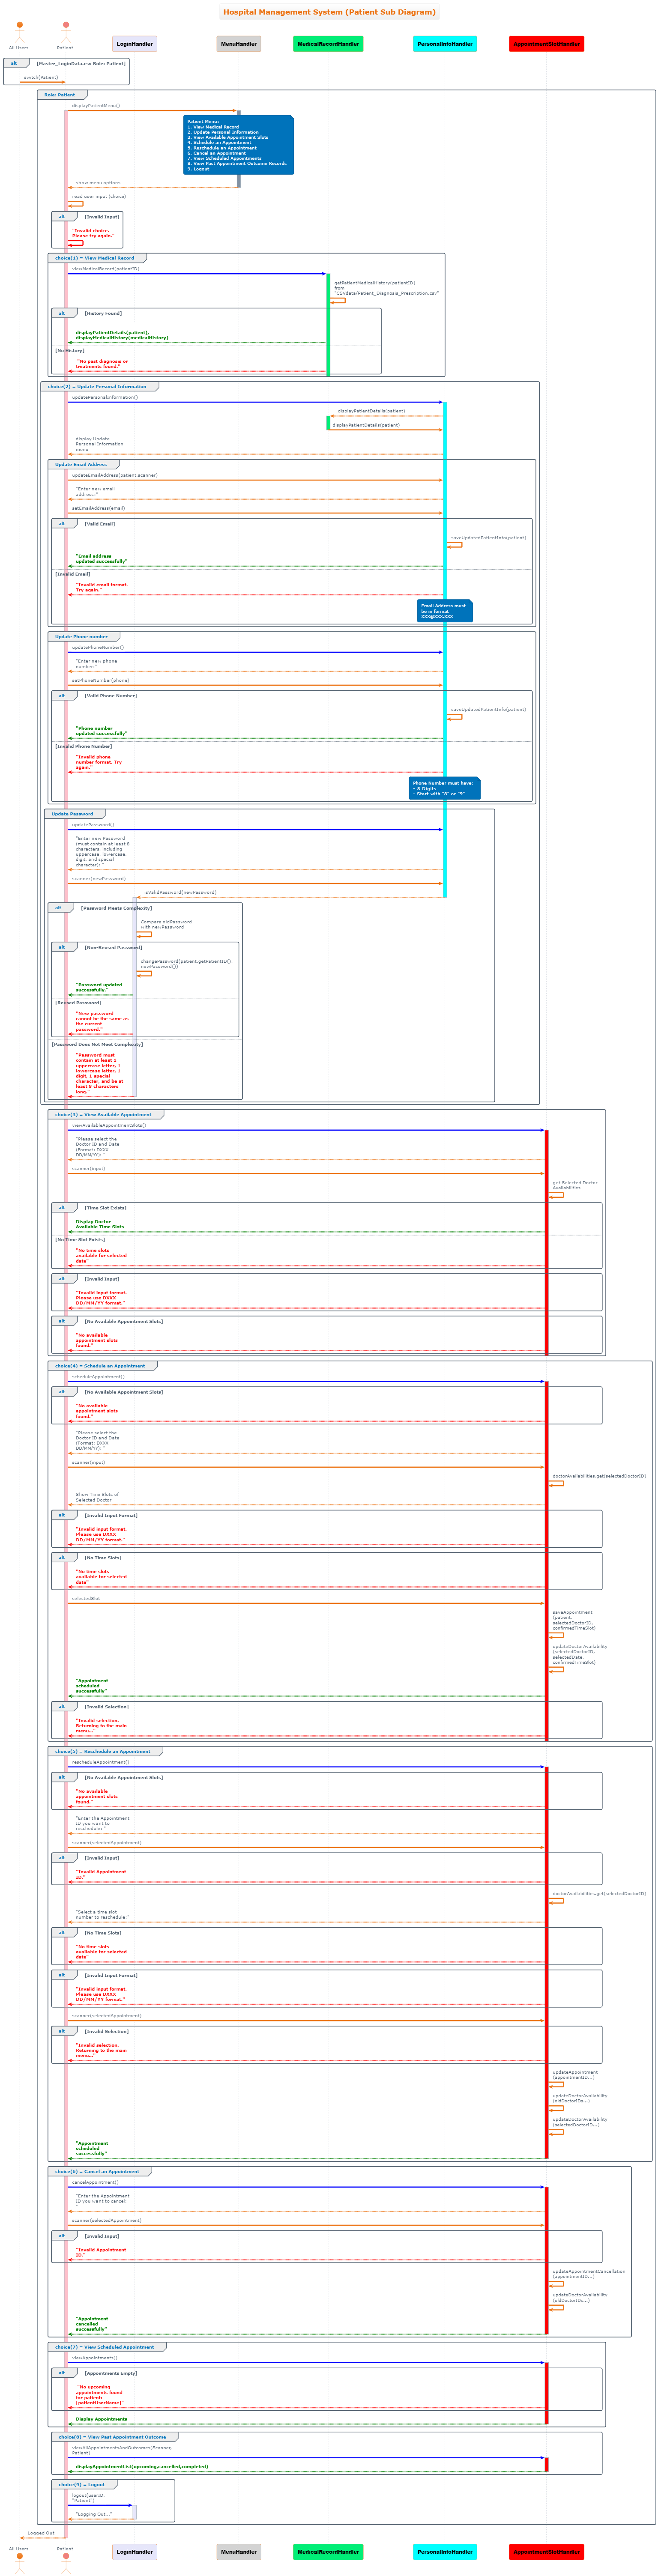 Hospital Management System (Patient Sub Diagram)
All Users
Patient
LoginHandler
MenuHandler
MedicalRecordHandler
PersonalInfoHandler
AppointmentSlotHandler
alt
[Master_LoginData.csv Role: Patient]
switch(Patient)
Role: Patient
displayPatientMenu()
Patient Menu:
1. View Medical Record
2. Update Personal Information
3. View Available Appointment Slots
4. Schedule an Appointment
5. Reschedule an Appointment
6. Cancel an Appointment
7. View Scheduled Appointments
8. View Past Appointment Outcome Records
9. Logout
show menu options
read user input (choice)
alt
[Invalid Input]
"Invalid choice.
Please try again."
choice(1) = View Medical Record
viewMedicalRecord(patientID)
getPatientMedicalHistory(patientID)
from
"CSVdata/Patient_Diagnosis_Prescription.csv"
alt
[History Found]
displayPatientDetails(patient),
displayMedicalHistory(medicalHistory)
[No History]
"No past diagnosis or
treatments found."
choice(2) = Update Personal Information
updatePersonalInformation()
displayPatientDetails(patient)
displayPatientDetails(patient)
display Update
Personal Information
menu
Update Email Address
updateEmailAddress(patient,scanner)
"Enter new email
address:"
setEmailAddress(email)
alt
[Valid Email]
saveUpdatedPatientInfo(patient)
"Email address
updated successfully"
[Invalid Email]
"Invalid email format.
Try again."
Email Address must
be in format
XXX@XXX.XXX
Update Phone number
updatePhoneNumber()
"Enter new phone
number:"
setPhoneNumber(phone)
alt
[Valid Phone Number]
saveUpdatedPatientInfo(patient)
"Phone number
updated successfully"
[Invalid Phone Number]
"Invalid phone
number format. Try
again."
Phone Number must have:
- 8 Digits
- Start with "8" or "9"
Update Password
updatePassword()
"Enter new Password
(must contain at least 8
characters, including
uppercase, lowercase,
digit, and special
character): "
scanner(newPassword)
isValidPassword(newPassword)
alt
[Password Meets Complexity]
Compare oldPassword
with newPassword
alt
[Non-Reused Password]
changePassword(patient.getPatientID(),
newPassword())
"Password updated
successfully."
[Reused Password]
"New password
cannot be the same as
the current
password."
[Password Does Not Meet Complexity]
"Password must
contain at least 1
uppercase letter, 1
lowercase letter, 1
digit, 1 special
character, and be at
least 8 characters
long."
choice(3) = View Available Appointment
viewAvailableAppointmentSlots()
"Please select the
Doctor ID and Date
(Format: DXXX
DD/MM/YY): "
scanner(input)
get Selected Doctor
Availabilities
alt
[Time Slot Exists]
Display Doctor
Available Time Slots
[No Time Slot Exists]
"No time slots
available for selected
date"
alt
[Invalid Input]
"Invalid input format.
Please use DXXX
DD/MM/YY format."
alt
[No Available Appointment Slots]
"No available
appointment slots
found."
choice(4) = Schedule an Appointment
scheduleAppointment()
alt
[No Available Appointment Slots]
"No available
appointment slots
found."
"Please select the
Doctor ID and Date
(Format: DXXX
DD/MM/YY): "
scanner(input)
doctorAvailabilities.get(selectedDoctorID)
Show Time Slots of
Selected Doctor
alt
[Invalid Input Format]
"Invalid input format.
Please use DXXX
DD/MM/YY format."
alt
[No Time Slots]
"No time slots
available for selected
date"
selectedSlot
saveAppointment
(patient,
selectedDoctorID,
confirmedTimeSlot)
updateDoctorAvailability
(selectedDoctorID,
selectedDate,
confirmedTimeSlot)
"Appointment
scheduled
successfully"
alt
[Invalid Selection]
"Invalid selection.
Returning to the main
menu..."
choice(5) = Reschedule an Appointment
rescheduleAppointment()
alt
[No Available Appointment Slots]
"No available
appointment slots
found."
"Enter the Appointment
ID you want to
reschedule: "
scanner(selectedAppointment)
alt
[Invalid Input]
"Invalid Appointment
ID."
doctorAvailabilities.get(selectedDoctorID)
"Select a time slot
number to reschedule:"
alt
[No Time Slots]
"No time slots
available for selected
date"
alt
[Invalid Input Format]
"Invalid input format.
Please use DXXX
DD/MM/YY format."
scanner(selectedAppointment)
alt
[Invalid Selection]
"Invalid selection.
Returning to the main
menu..."
updateAppointment
(appointmentID...)
updateDoctorAvailability
(oldDoctorIDs...)
updateDoctorAvailability
(selectedDoctorID...)
"Appointment
scheduled
successfully"
choice(6) = Cancel an Appointment
cancelAppointment()
"Enter the Appointment
ID you want to cancel:
"
scanner(selectedAppointment)
alt
[Invalid Input]
"Invalid Appointment
ID."
updateAppointmentCancellation
(appointmentID...)
updateDoctorAvailability
(oldDoctorIDs...)
"Appointment
cancelled
successfully"
choice(7) = View Scheduled Appointment
viewAppointments()
alt
[Appointments Empty]
"No upcoming
appointments found
for patient:
[patientUserName]"
Display Appointments
choice(8) = View Past Appointment Outcome
viewAllAppointmentsAndOutcomes(Scanner,
Patient)
displayAppointmentList(upcoming,cancelled,completed)
choice(9) = Logout
logout(userID,
"Patient")
"Logging Out..."
Logged Out
All Users
Patient
LoginHandler
MenuHandler
MedicalRecordHandler
PersonalInfoHandler
AppointmentSlotHandler